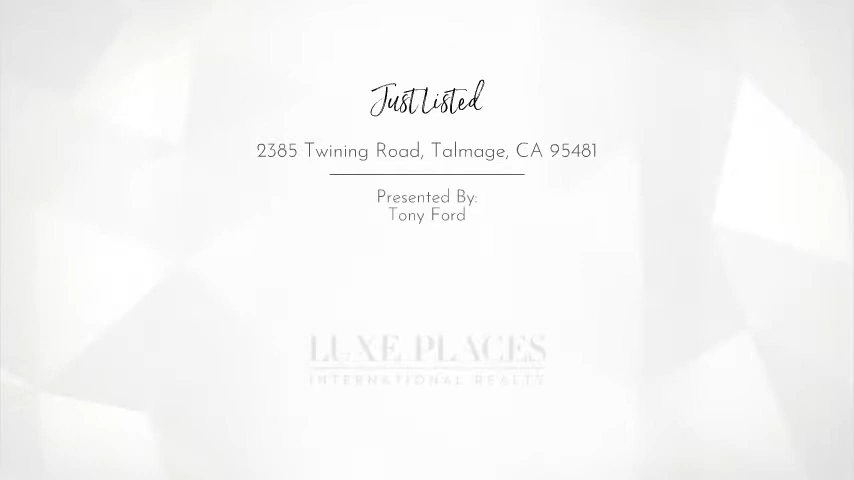 Just Listed
2385 Twining Road, Talmage, CA 95481
Presented By:
Tony Ford
LUXE PLACES
INTERNATIONAL REALTY